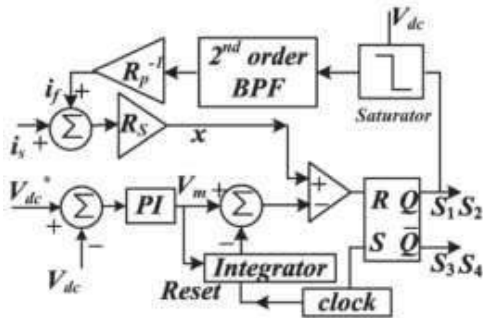 V_dc
R_p^-1
2^nd order
BPF
Saturator
i_f
+
+
i_s
Σ
R_S
x
V_dc^*
+
−
Σ
PI
V_m
+
−
Σ
+
−
R Q
S Q̄
S_1 S_2
S_3 S_4
V_dc
Integrator
Reset
clock